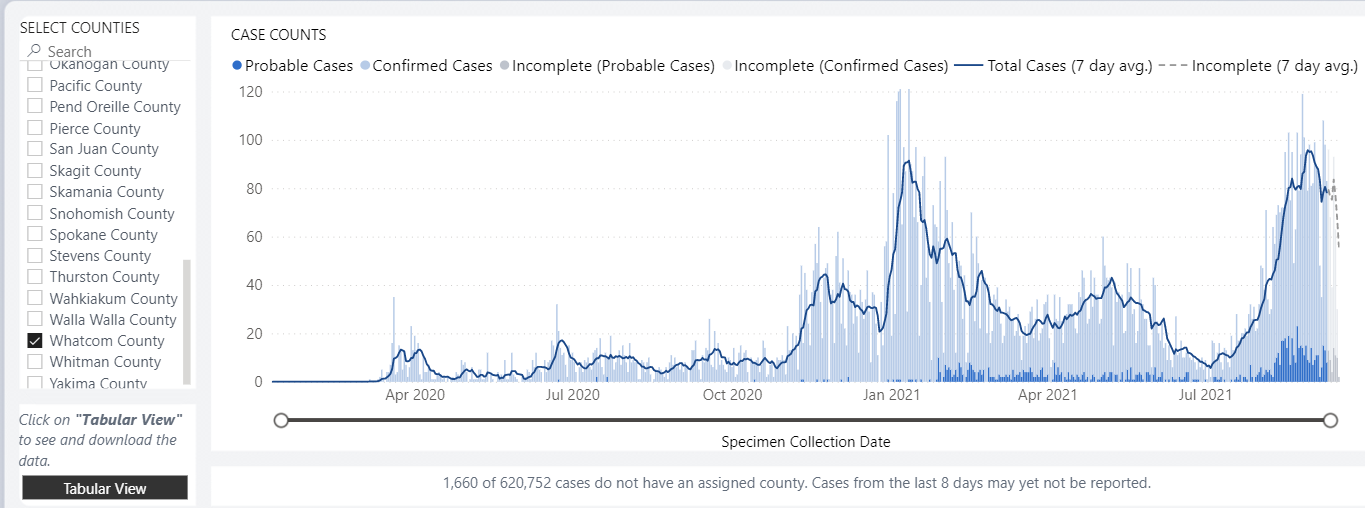 SELECT COUNTIES
Search
Okanogan County
Pacific County
Pend Oreille County
Pierce County
San Juan County
Skagit County
Skamania County
Snohomish County
Spokane County
Stevens County
Thurston County
Wahkiakum County
Walla Walla County
Whatcom County
Whitman County
Yakima County
Click on "Tabular View"
to see and download the
data.
Tabular View
CASE COUNTS
Probable Cases Confirmed Cases Incomplete (Probable Cases) Incomplete (Confirmed Cases) Total Cases (7 day avg.) Incomplete (7 day avg.)
120
100
80
60
40
20
0
Apr 2020 Jul 2020 Oct 2020 Jan 2021 Apr 2021 Jul 2021
Specimen Collection Date
1,660 of 620,752 cases do not have an assigned county. Cases from the last 8 days may yet not be reported.